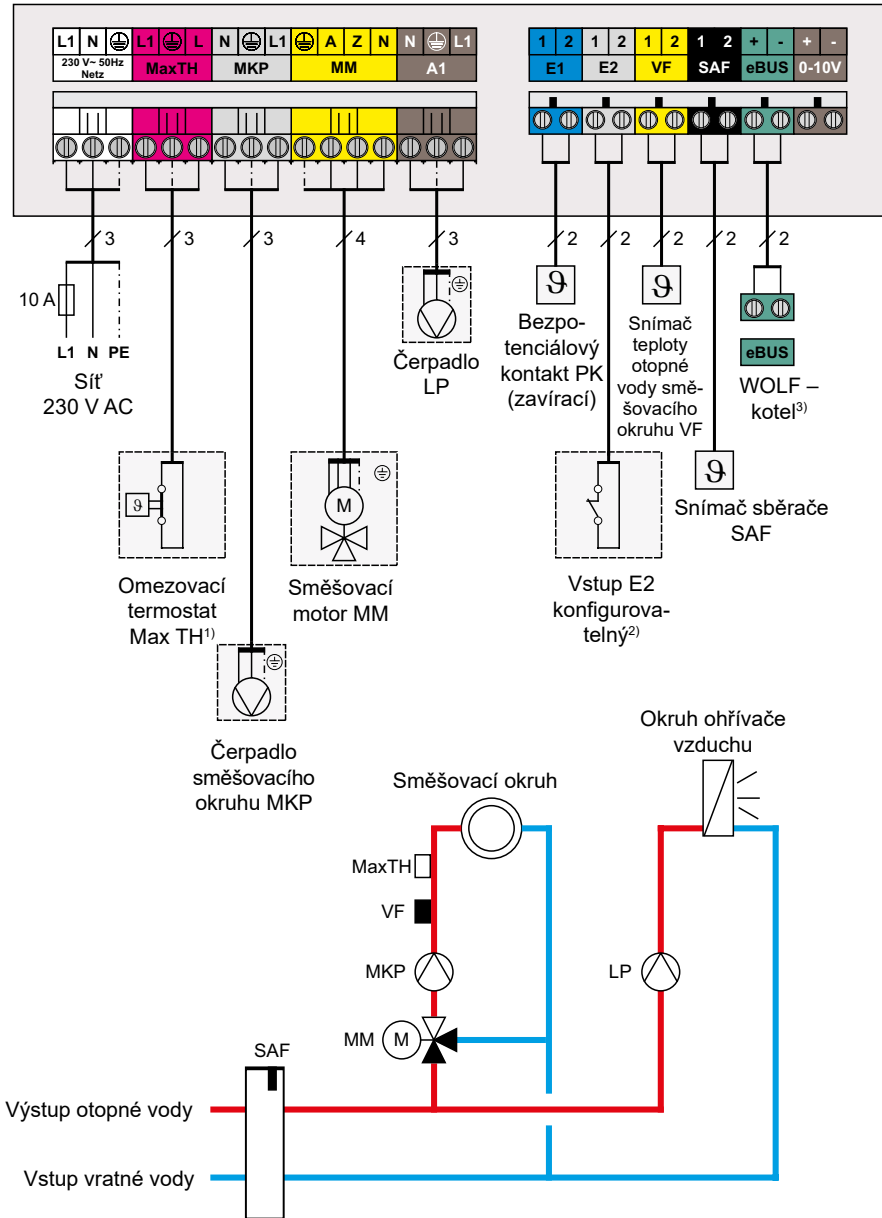 L1 N L1 L N L1 A Z N N L1
230 V~ 50Hz
Netz
MaxTH MKP MM A1
1 2 1 2 1 2 1 2 + - + -
E1 E2 VF SAF eBUS 0-10V
3 3 3 4 3 2 2 2 2 2
10 A
L1 N PE
Síť
230 V AC
Čerpadlo
LP
ϑ
Bezpo-
tenciálový
kontakt PK
(zavírací)
ϑ
Snímač
teploty
otopné
vody smě-
šovacího
okruhu VF
eBUS
WOLF –
kotel3)
ϑ
Omezovací
termostat
Max TH1)
M
Směšovací
motor MM
Vstup E2
konfigurova-
telný2)
ϑ
Snímač sběrače
SAF
Čerpadlo
směšovacího
okruhu MKP
Okruh ohřívače
vzduchu
Směšovací okruh
MaxTH
VF
MKP
LP
MM M
SAF
Výstup otopné vody
Vstup vratné vody